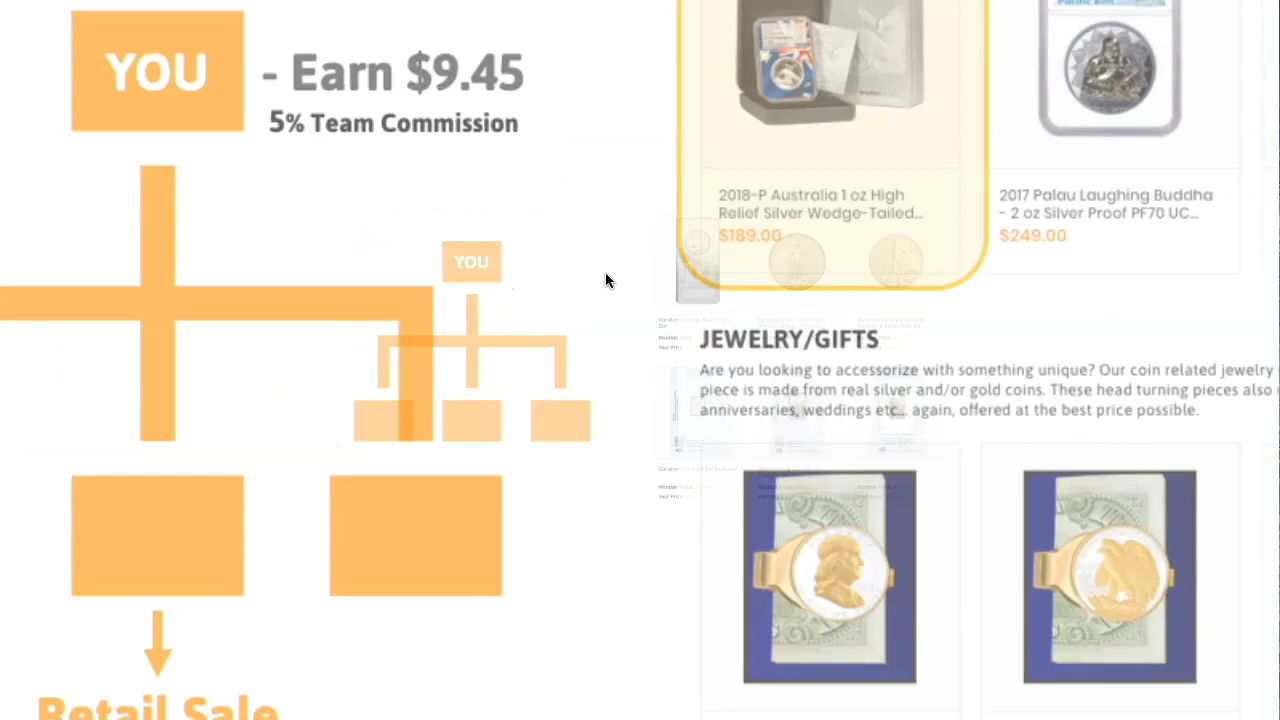 YOU
- Earn $9.45
5% Team Commission
YOU
Retail Sale
2018-P Australia 1 oz High
Relief Silver Wedge-Tailed...
$189.00
2017 Palau Laughing Buddha
- 2 oz Silver Proof PF70 UC...
$249.00
JEWELRY/GIFTS
Are you looking to accessorize with something unique? Our coin related jewelry
piece is made from real silver and/or gold coins. These head turning pieces also
anniversaries, weddings etc... again, offered at the best price possible.